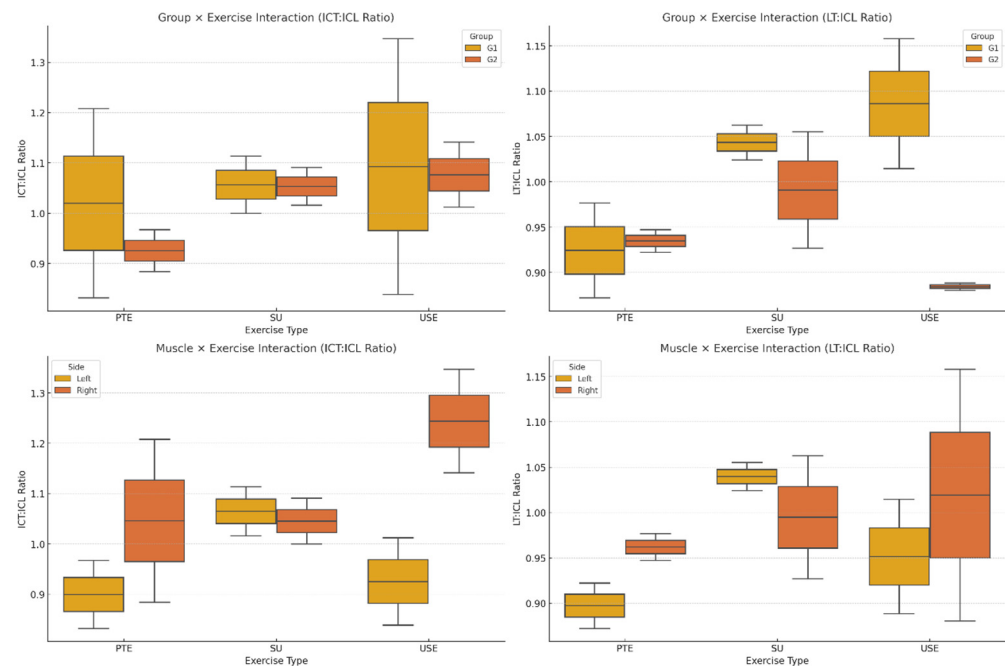 Group × Exercise Interaction (ICT:ICL Ratio)
Group
G1
G2
ICT:ICL Ratio
1.3
1.2
1.1
1.0
0.9
PTE
SU
USE
Exercise Type
Group × Exercise Interaction (LT:ICL Ratio)
Group
G1
G2
LT:ICL Ratio
1.15
1.10
1.05
1.00
0.95
0.90
PTE
SU
USE
Exercise Type
Muscle × Exercise Interaction (ICT:ICL Ratio)
Side
Left
Right
ICT:ICL Ratio
1.3
1.2
1.1
1.0
0.9
PTE
SU
USE
Exercise Type
Muscle × Exercise Interaction (LT:ICL Ratio)
Side
Left
Right
LT:ICL Ratio
1.15
1.10
1.05
1.00
0.95
0.90
PTE
SU
USE
Exercise Type